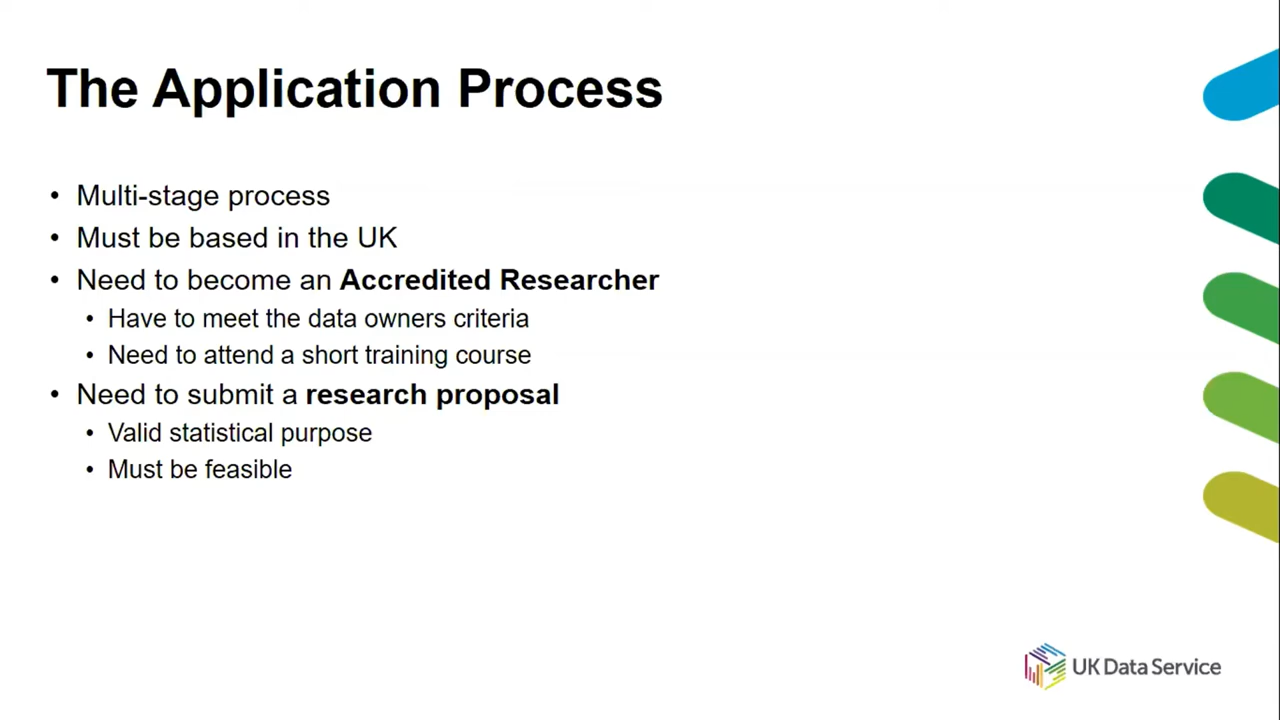 The Application Process
• Multi-stage process
• Must be based in the UK
• Need to become an Accredited Researcher
• Have to meet the data owners criteria
• Need to attend a short training course
• Need to submit a research proposal
• Valid statistical purpose
• Must be feasible
UK Data Service